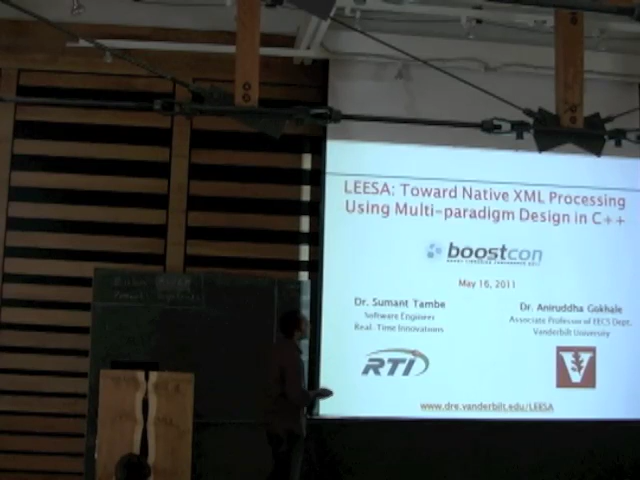 LEESA: Toward Native XML Processing
Using Multi-paradigm Design in C++
boostcon
May 16, 2011
Dr. Sumant Tambe
Software Engineer
Real-Time Innovations
Dr. Aniruddha Gokhale
Associate Professor of EECS Dept.
Vanderbilt University
RTI
V
www.dre.vanderbilt.edu/LEESA